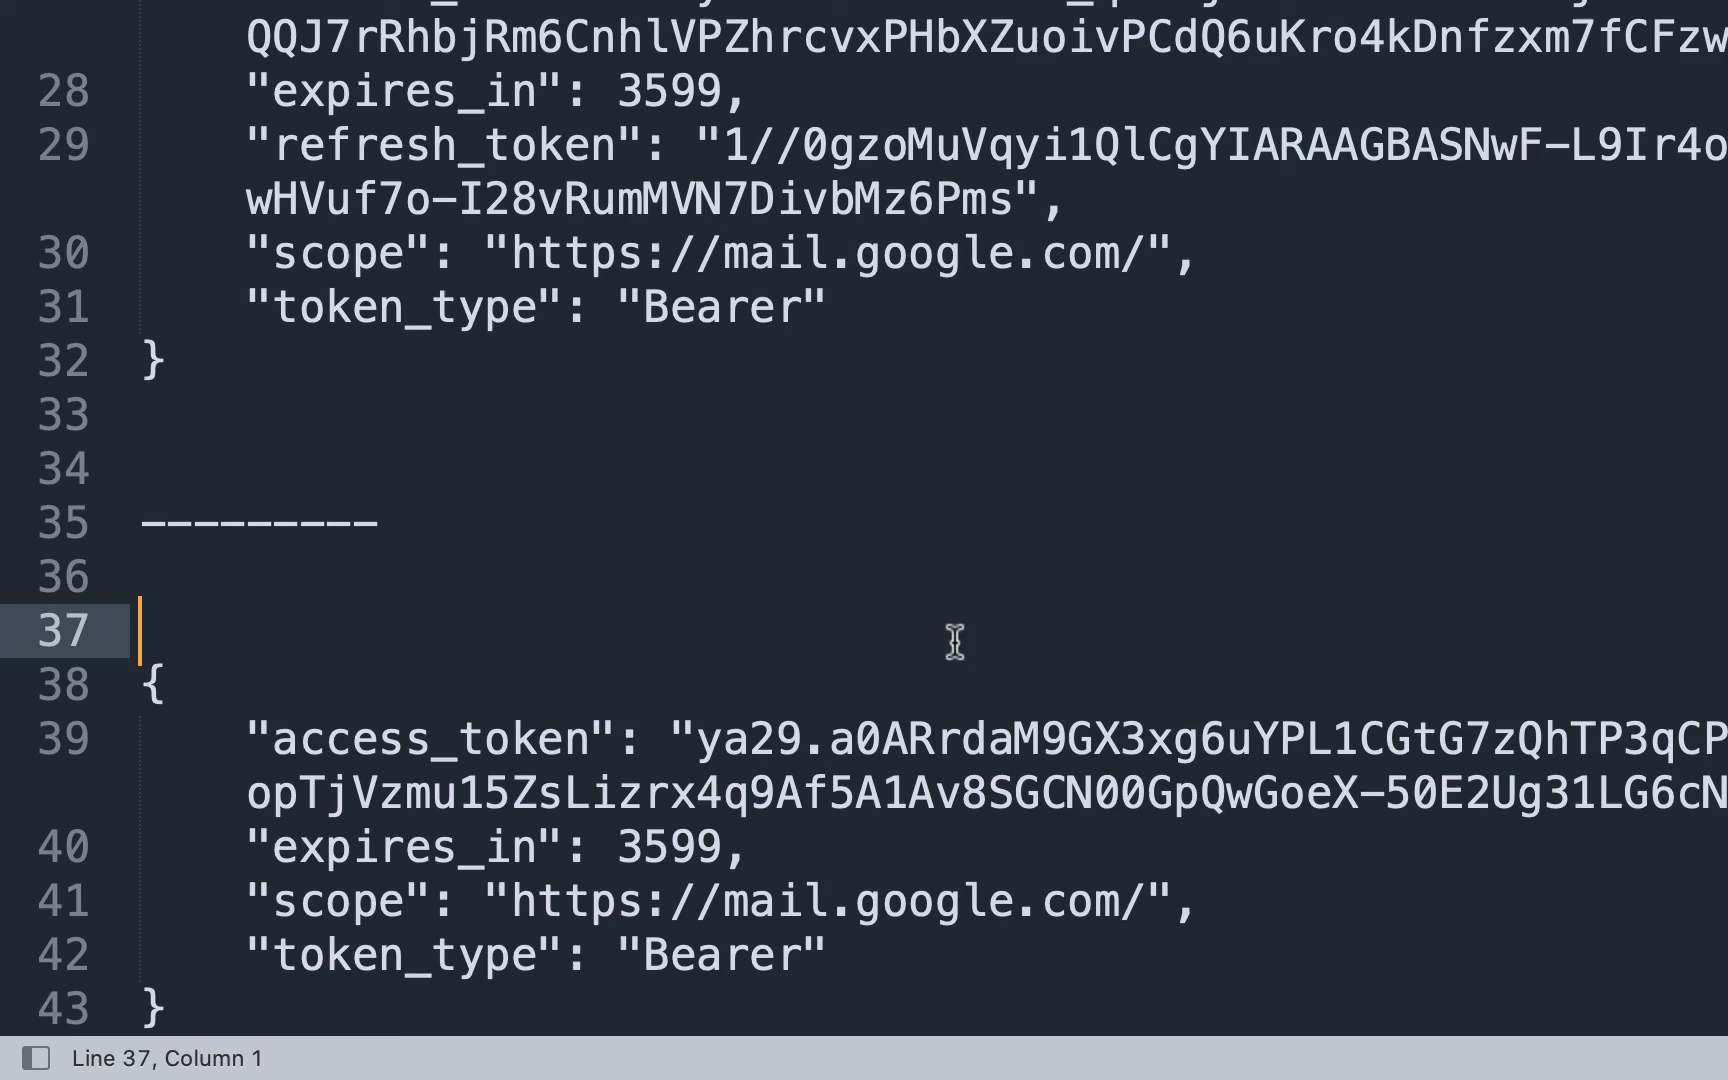 QQJ7rRhbjRm6CnhlVPZhrcvxPHbXZuoivPCdQ6uKro4kDnfzxm7fCFzw
28 "expires_in": 3599,
29 "refresh_token": "1//0gzoMuVqyi1QlCgYIARAAGBASNwF-L9Ir4o
wHVuf7o-I28vRumMVN7DivbMz6Pms",
30 "scope": "https://mail.google.com/",
31 "token_type": "Bearer"
32 }
33
34
35 ---------
36
37
38 {
39 "access_token": "ya29.a0ARrdaM9GX3xg6uYPL1CGtG7zQhTP3qCP
opTjVzmu15ZsLizrx4q9Af5A1Av8SGCN00GpQwGoeX-50E2Ug31LG6cN
40 "expires_in": 3599,
41 "scope": "https://mail.google.com/",
42 "token_type": "Bearer"
43 }
Line 37, Column 1